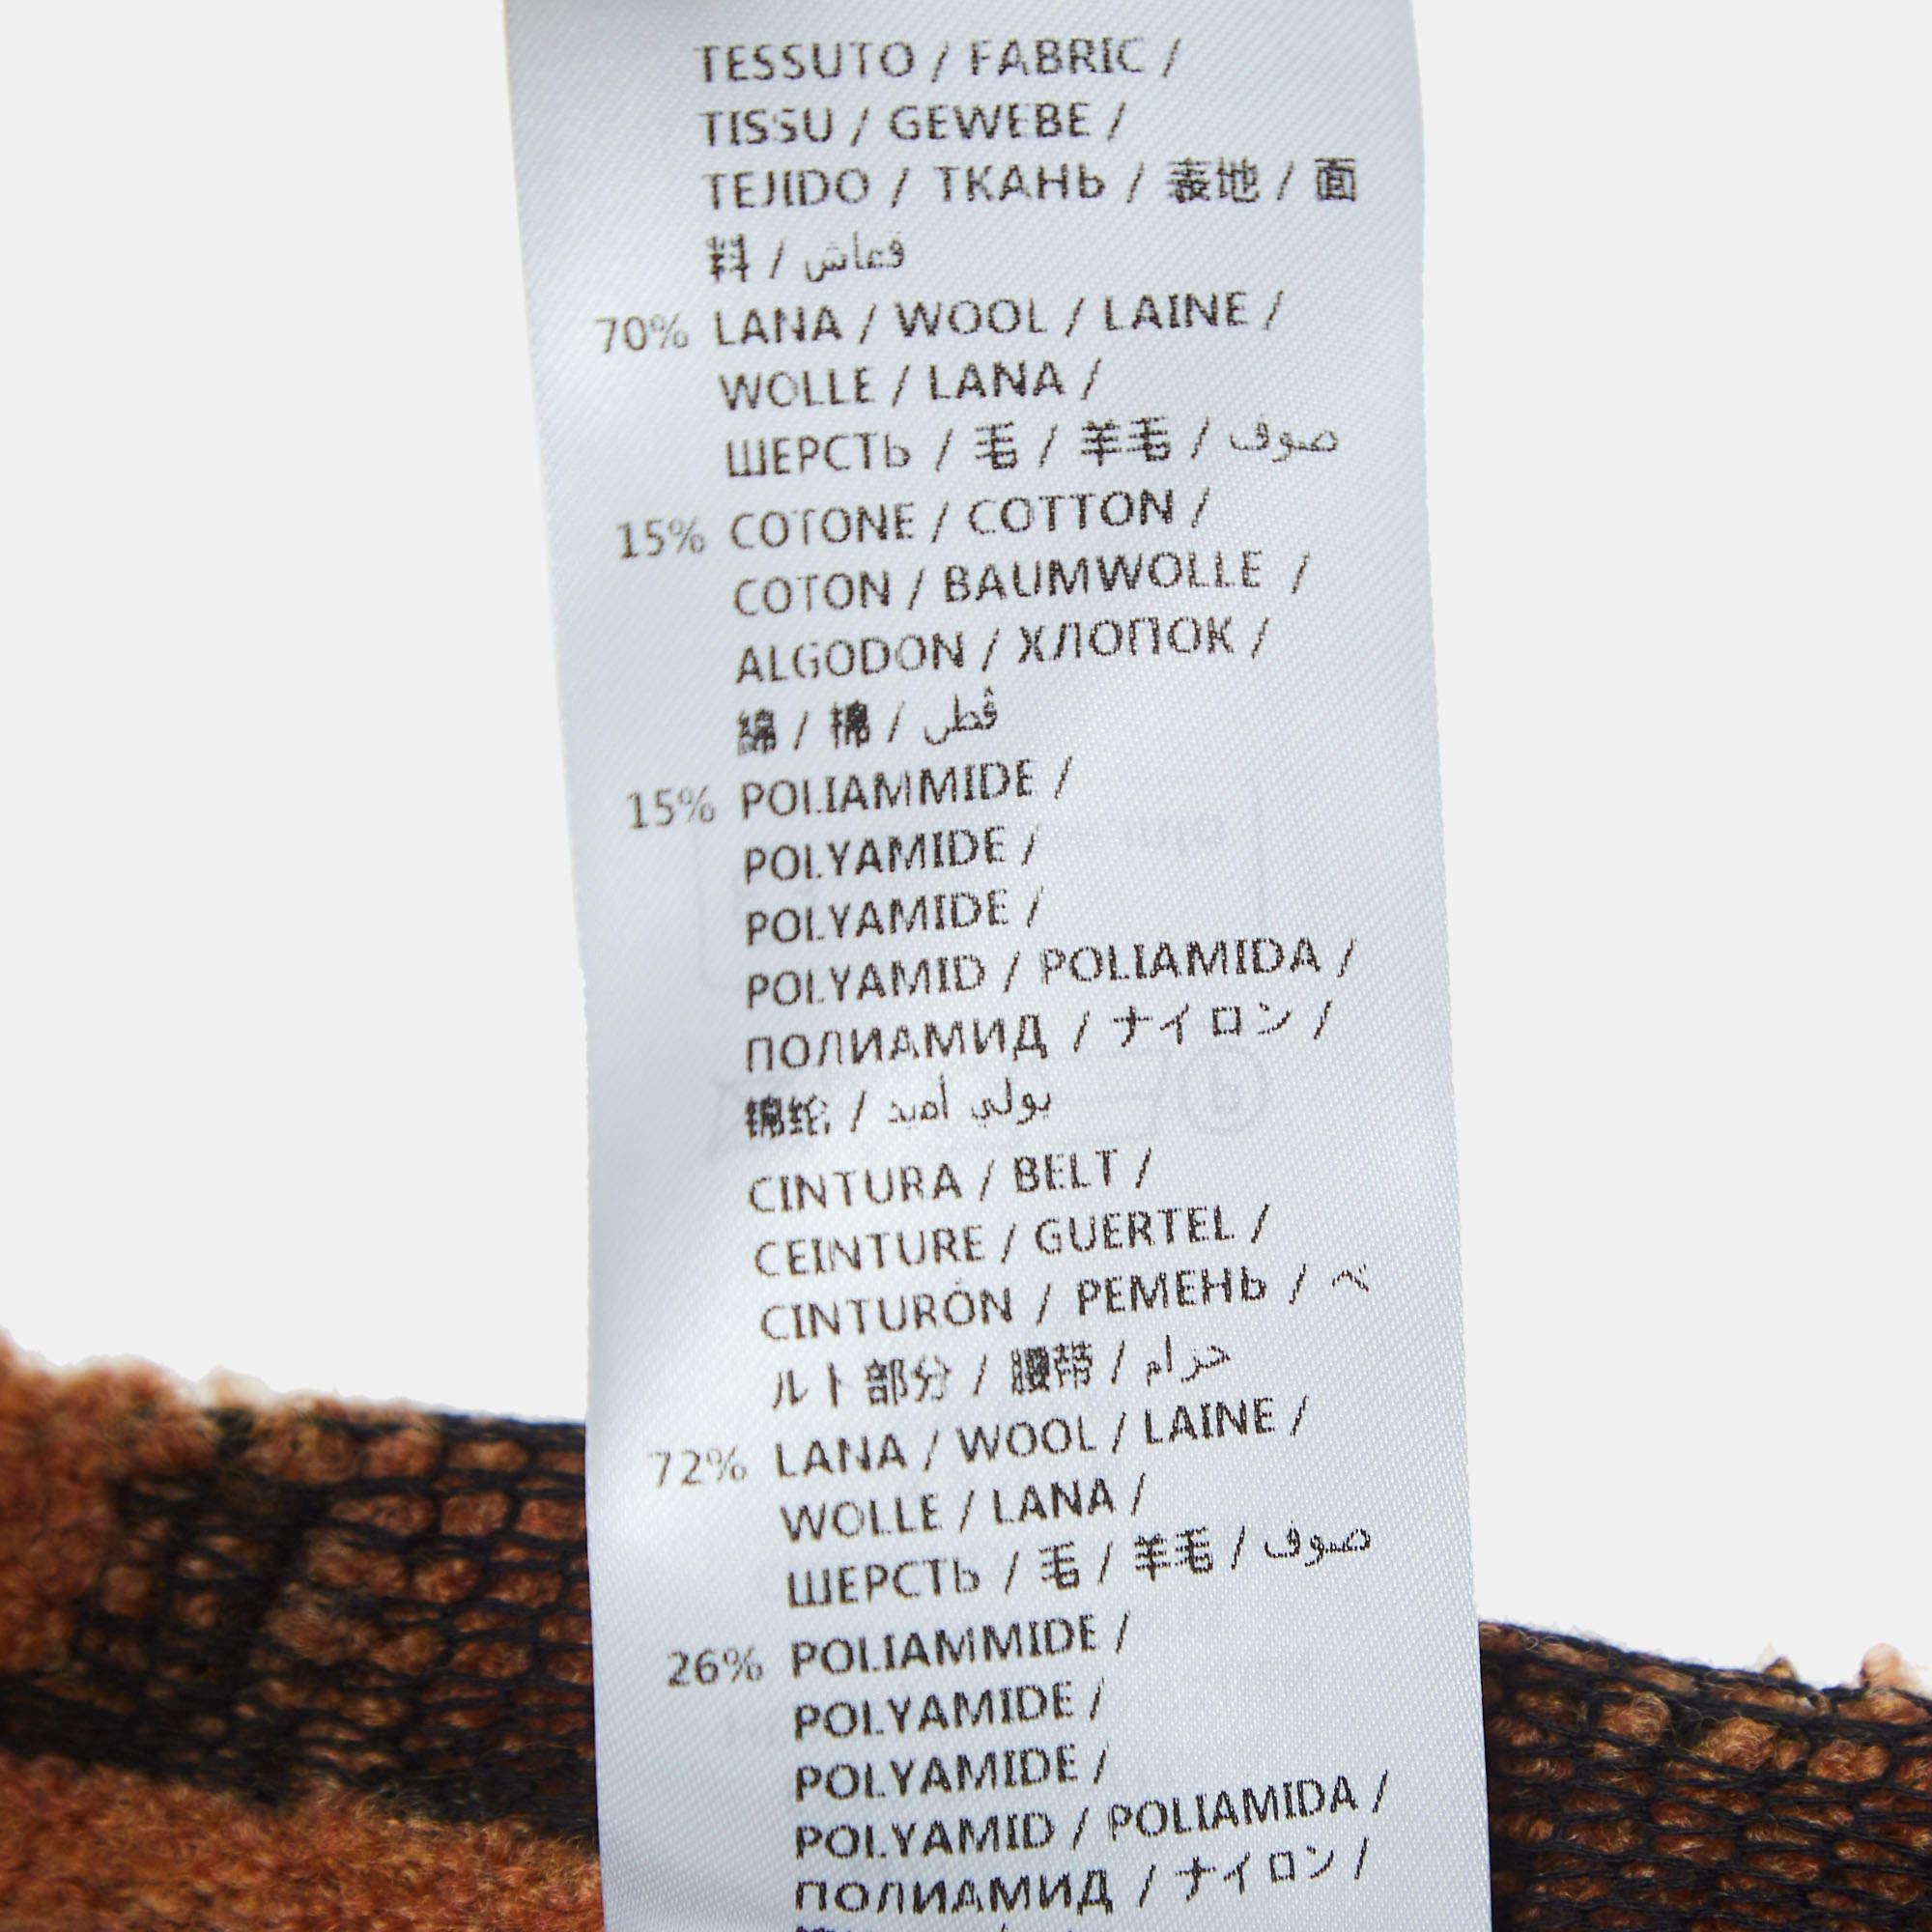 TESSUTO / FABRIC /
TISSU / GEWEBE /
TEJIDO / ТКАНЬ / 表地 / 面
料 / قماش
70% LANA / WOOL / LAINE /
WOLLE / LANA /
ШЕРСТЬ / 毛 / 羊毛 / صوف
15% COTONE / COTTON /
COTON / BAUMWOLLE /
ALGODON / ХЛОПОК /
綿 / 棉 / قطن
15% POLIAMMIDE /
POLYAMIDE /
POLYAMIDE /
POLYAMID / POLIAMIDA /
ПОЛИАМИД / ナイロン /
锦纶 / بولي أميد
CINTURA / BELT /
CEINTURE / GUERTEL /
CINTURÓN / РЕМЕНЬ / ベ
ルト部分 / 腰带 / حزام
72% LANA / WOOL / LAINE /
WOLLE / LANA /
ШЕРСТЬ / 毛 / 羊毛 / صوف
26% POLIAMMIDE /
POLYAMIDE /
POLYAMIDE /
POLYAMID / POLIAMIDA /
ПОЛИАМИД / ナイロン /